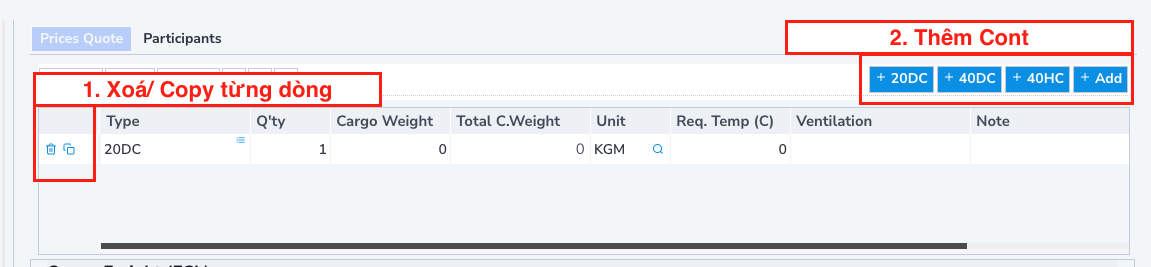 Prices Quote Participants
2. Thêm Cont
+ 20DC + 40DC + 40HC + Add
1. Xoá/ Copy từng dòng
Type Q'ty Cargo Weight Total C.Weight Unit Req. Temp (C) Ventilation Note
20DC 1 0 0 KGM 0